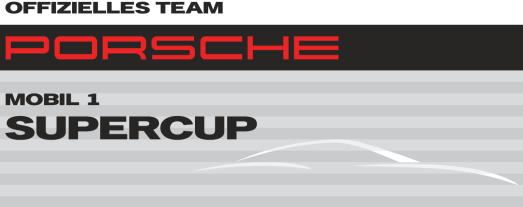 OFFIZIELLES TEAM
PORSCHE
MOBIL 1
SUPERCUP